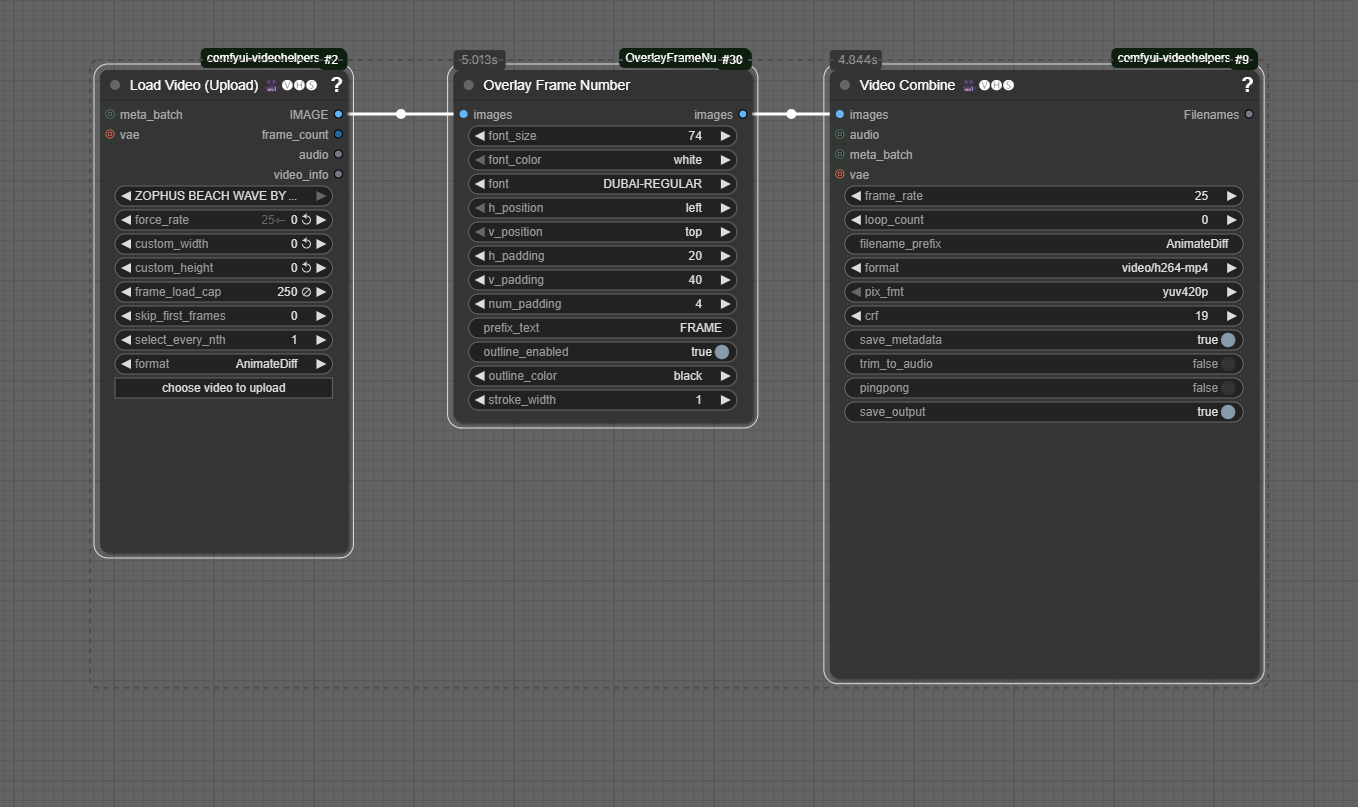 comfyui-videohelpers #2
Load Video (Upload) VHS ?
meta_batch IMAGE
vae frame_count
audio
video_info
ZOPHUS BEACH WAVE BY ...
force_rate 25← 0
custom_width 0
custom_height 0
frame_load_cap 250
skip_first_frames 0
select_every_nth 1
format AnimateDiff
choose video to upload
5.013s OverlayFrameNu #30
Overlay Frame Number
images images
font_size 74
font_color white
font DUBAI-REGULAR
h_position left
v_position top
h_padding 20
v_padding 40
num_padding 4
prefix_text FRAME
outline_enabled true
outline_color black
stroke_width 1
4.844s comfyui-videohelpers #9
Video Combine VHS ?
images Filenames
audio
meta_batch
vae
frame_rate 25
loop_count 0
filename_prefix AnimateDiff
format video/h264-mp4
pix_fmt yuv420p
crf 19
save_metadata true
trim_to_audio false
pingpong false
save_output true